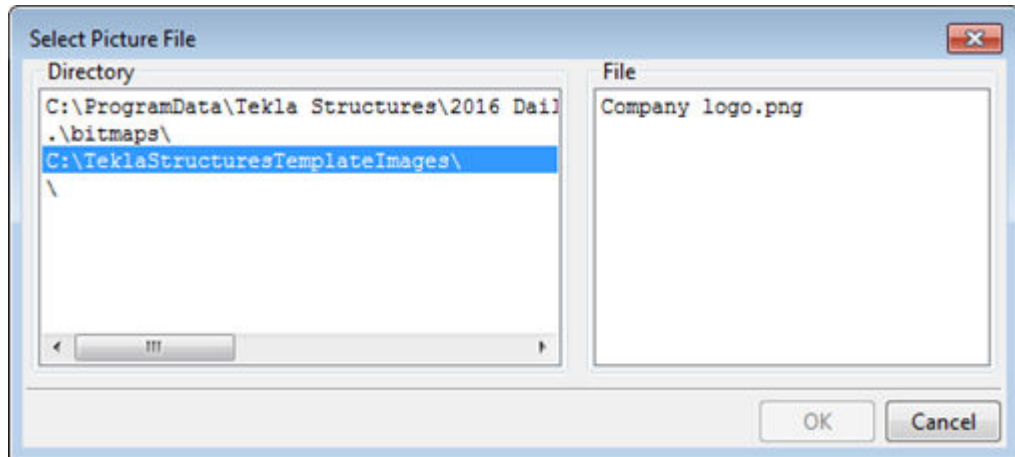 Select Picture File
Directory
C:\ProgramData\Tekla Structures\2016 Dail
.\bitmaps\
C:\TeklaStructuresTemplateImages\
\
File
Company logo.png
OK
Cancel